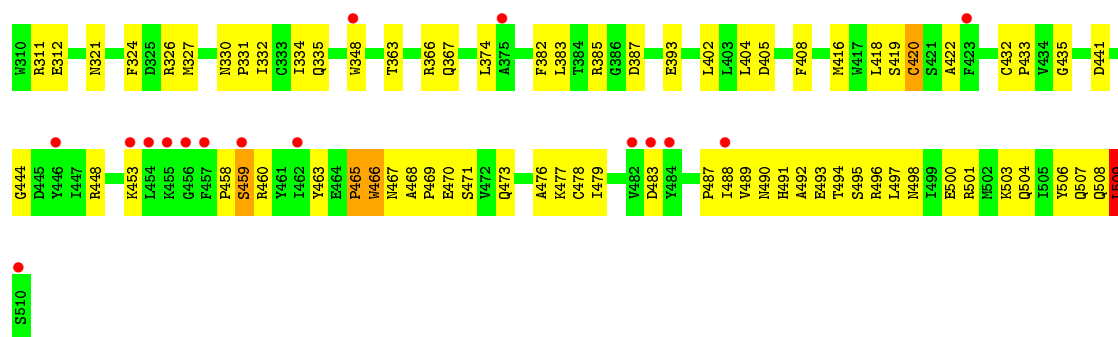 W310 R311 E312 N321 F324 D325 R326 M327 N330 P331 I332 C333 I334 Q335 W348 T363 R366 Q367 L374 A375 F382 L383 T384 R385 G386 D387 E393 L402 L403 L404 D405 F408 M416 W417 L418 S419 C420 S421 A422 F423 C432 P433 V434 G435 D441
G444 D445 Y446 I447 R448 K453 L454 K455 G456 F457 P458 S459 R460 Y461 I462 Y463 E464 P465 W466 N467 A468 P469 E470 S471 V472 Q473 A476 K477 C478 I479 V482 D483 Y484 P487 I488 V489 N490 H491 A492 E493 T494 S495 R496 L497 N498 I499 E500 R501 M502 K503 Q504 I505 Y506 Q507 Q508
S510